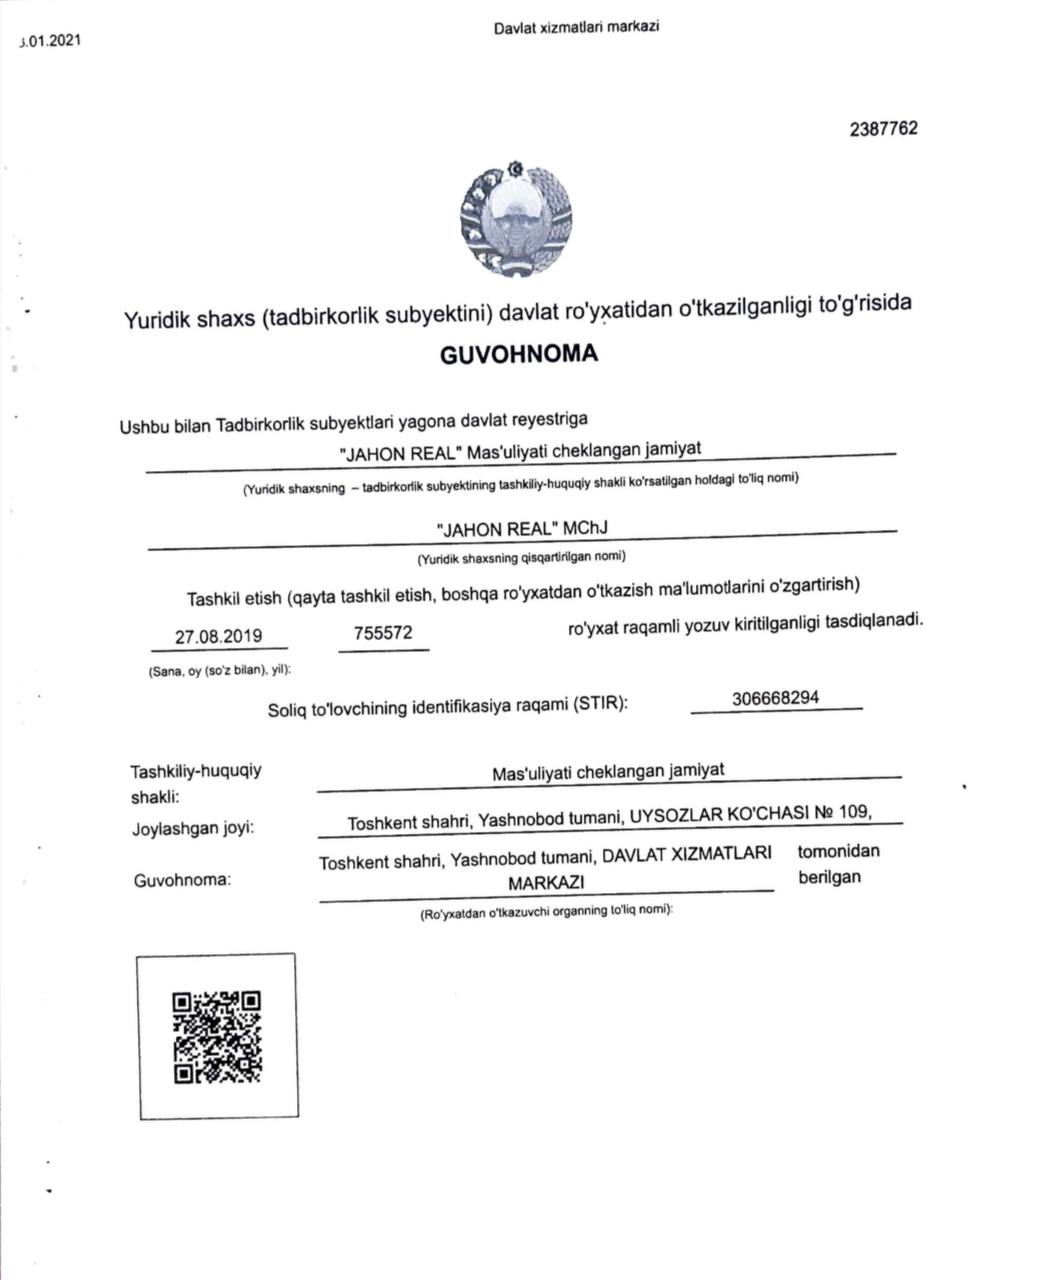 .01.2021
Davlat xizmatlari markazi
2387762
Yuridik shaxs (tadbirkorlik subyektini) davlat ro'yxatidan o'tkazilganligi to'g'risida
GUVOHNOMA
Ushbu bilan Tadbirkorlik subyektlari yagona davlat reyestriga
"JAHON REAL" Mas'uliyati cheklangan jamiyat
(Yuridik shaxsning – tadbirkorlik subyektining tashkiliy-huquqiy shakli ko'rsatilgan holdagi to'liq nomi)
"JAHON REAL" MChJ
(Yuridik shaxsning qisqartirilgan nomi)
Tashkil etish (qayta tashkil etish, boshqa ro'yxatdan o'tkazish ma'lumotlarini o'zgartirish)
27.08.2019 755572 ro'yxat raqamli yozuv kiritilganligi tasdiqlanadi.
(Sana, oy (so'z bilan), yil):
Soliq to'lovchining identifikasiya raqami (STIR): 306668294
Tashkiliy-huquqiy
shakli:
Mas'uliyati cheklangan jamiyat
Joylashgan joyi: Toshkent shahri, Yashnobod tumani, UYSOZLAR KO'CHASI № 109,
Guvohnoma:
Toshkent shahri, Yashnobod tumani, DAVLAT XIZMATLARI
MARKAZI
tomonidan
berilgan
(Ro'yxatdan o'tkazuvchi organning to'liq nomi):